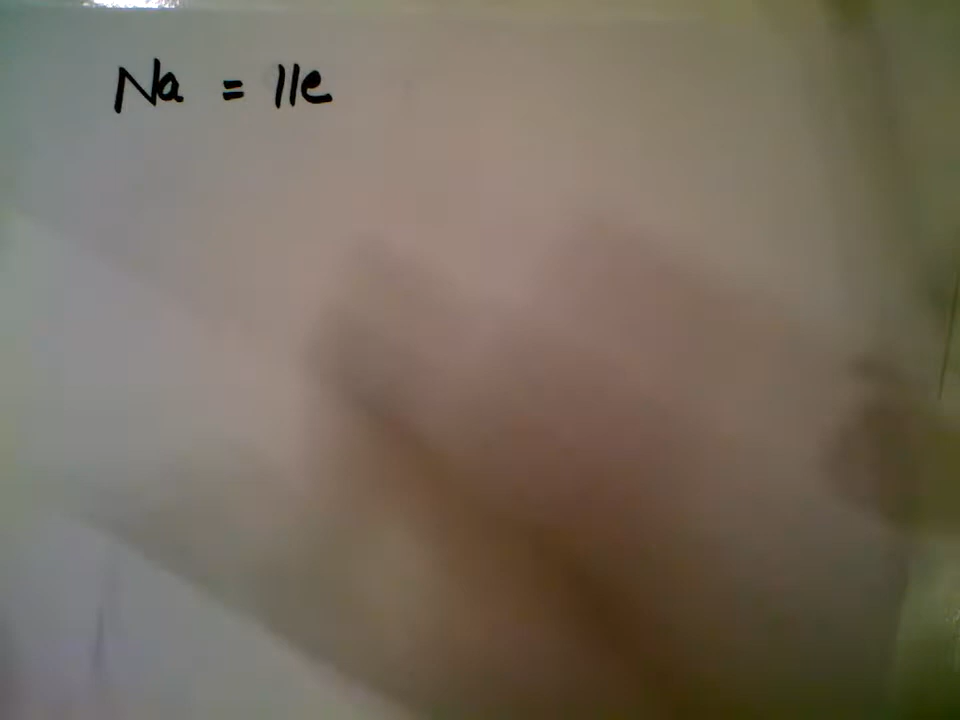 Na = 11e